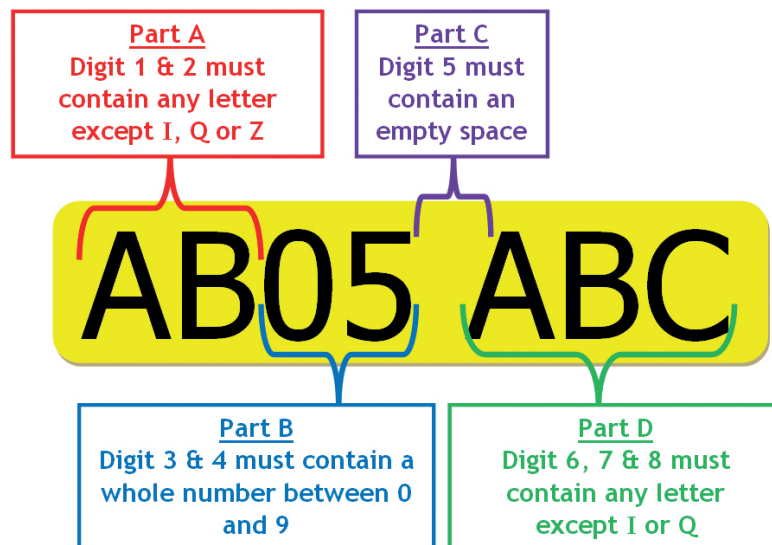 Part A
Digit 1 & 2 must
contain any letter
except I, Q or Z
Part C
Digit 5 must
contain an
empty space
AB05 ABC
Part B
Digit 3 & 4 must contain a
whole number between 0
and 9
Part D
Digit 6, 7 & 8 must
contain any letter
except I or Q